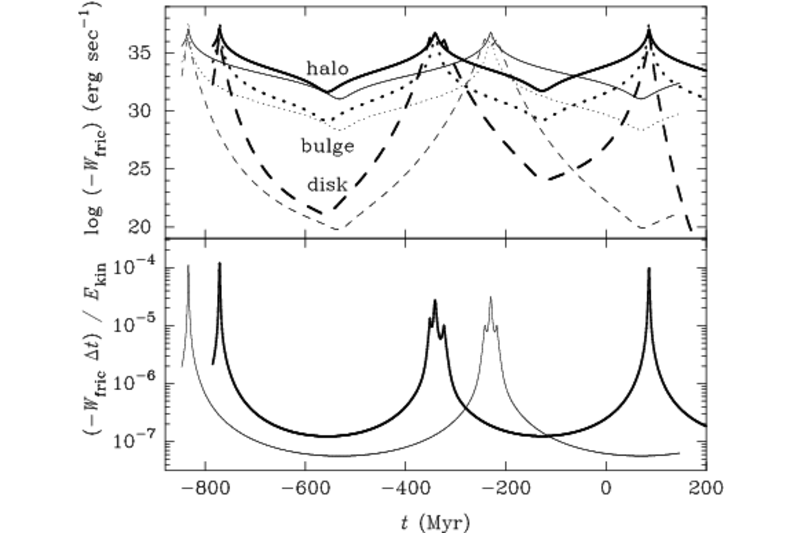 log (−W_fric) (erg sec⁻¹)
35
30
25
20
halo
bulge
disk
(−W_fric Δt) / E_kin
10⁻⁴
10⁻⁵
10⁻⁶
10⁻⁷
−800 −600 −400 −200 0 200
t (Myr)